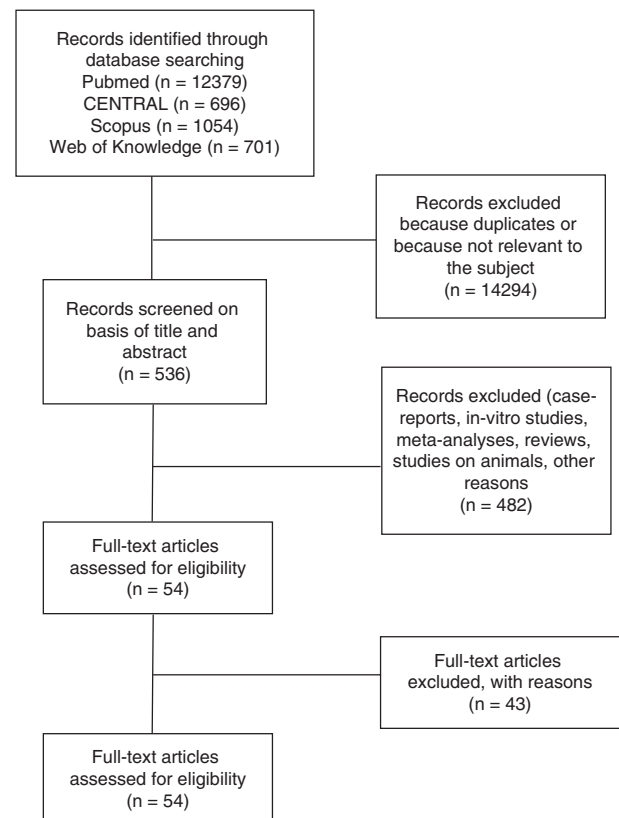 Records identified through
database searching
Pubmed (n = 12379)
CENTRAL (n = 696)
Scopus (n = 1054)
Web of Knowledge (n = 701)
Records excluded
because duplicates or
because not relevant to
the subject
(n = 14294)
Records screened on
basis of title and
abstract
(n = 536)
Records excluded (case-
reports, in-vitro studies,
meta-analyses, reviews,
studies on animals, other
reasons
(n = 482)
Full-text articles
assessed for eligibility
(n = 54)
Full-text articles
excluded, with reasons
(n = 43)
Full-text articles
assessed for eligibility
(n = 54)